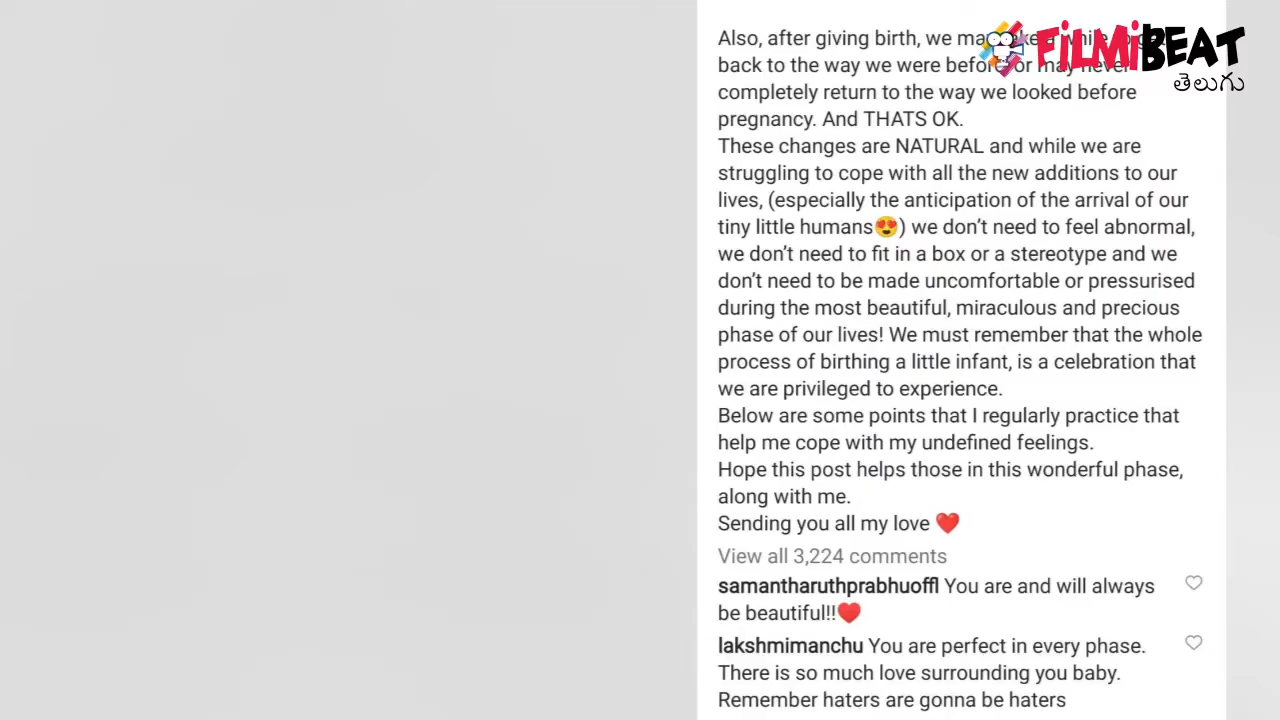 FiLMiBEAT
తెలుగు
Also, after giving birth, we may take a while to get
back to the way we were before or may never
completely return to the way we looked before
pregnancy. And THATS OK.
These changes are NATURAL and while we are
struggling to cope with all the new additions to our
lives, (especially the anticipation of the arrival of our
tiny little humans😍) we don’t need to feel abnormal,
we don’t need to fit in a box or a stereotype and we
don’t need to be made uncomfortable or pressurised
during the most beautiful, miraculous and precious
phase of our lives! We must remember that the whole
process of birthing a little infant, is a celebration that
we are privileged to experience.
Below are some points that I regularly practice that
help me cope with my undefined feelings.
Hope this post helps those in this wonderful phase,
along with me.
Sending you all my love ❤️
View all 3,224 comments
samantharuthprabhuoffl You are and will always
be beautiful!!❤️
lakshmimanchu You are perfect in every phase.
There is so much love surrounding you baby.
Remember haters are gonna be haters